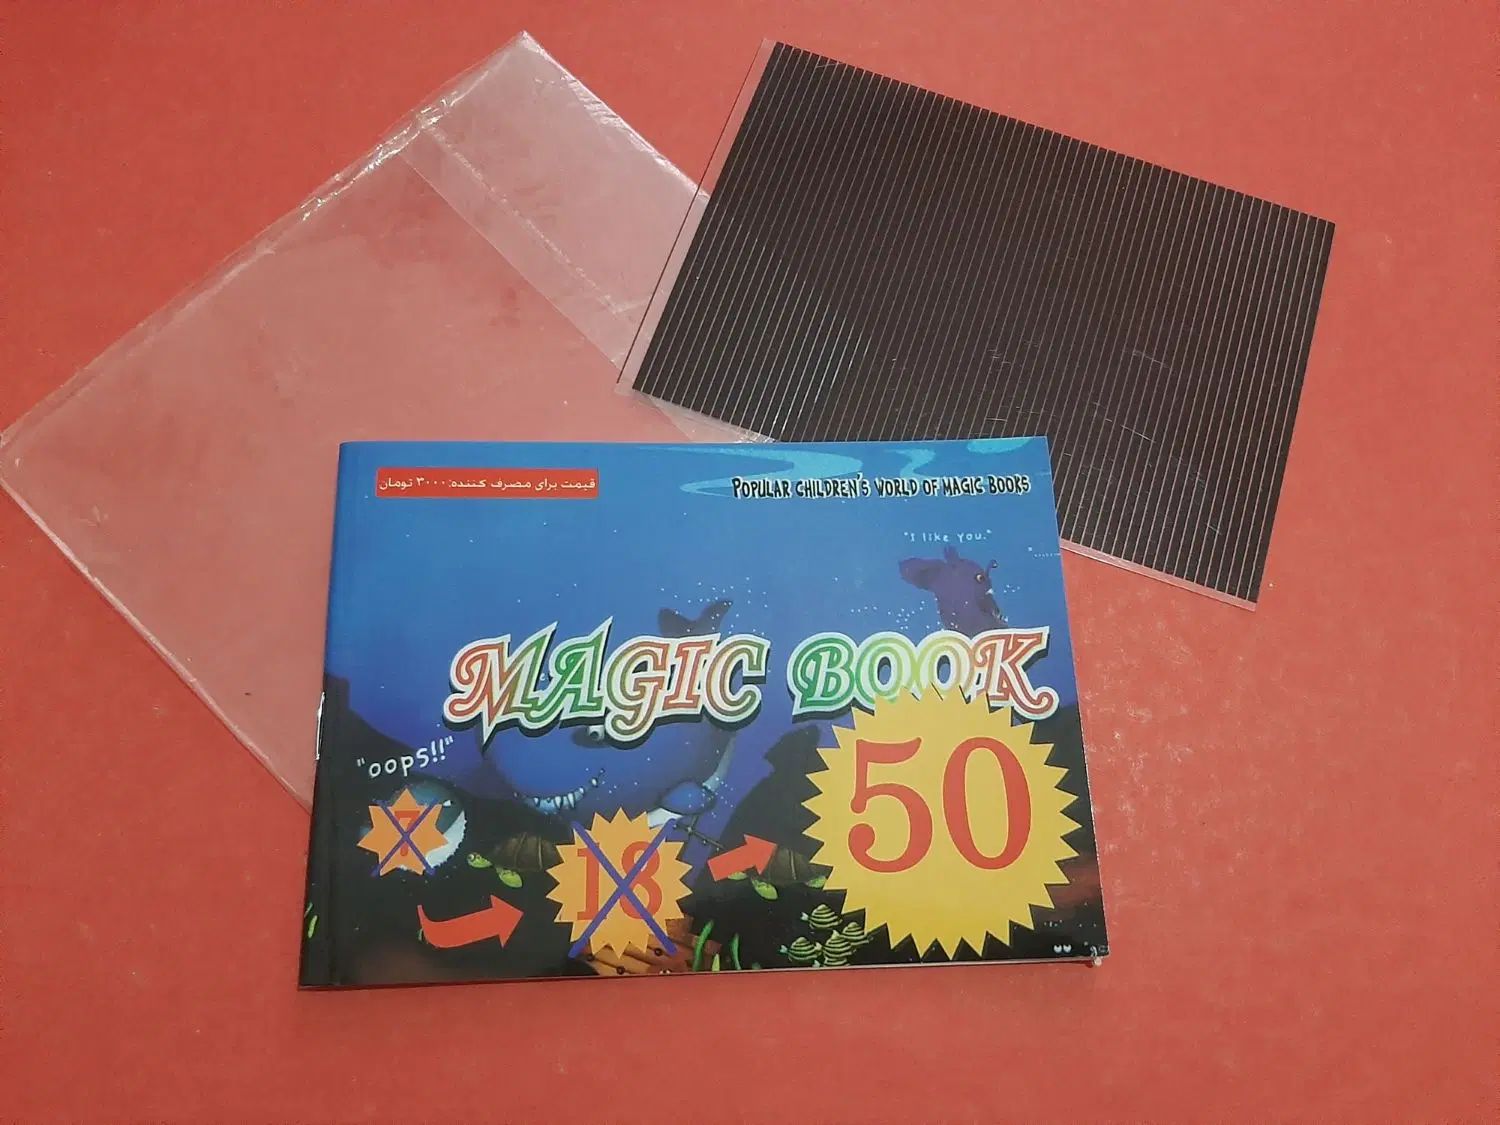 قیمت برای مصرف کننده: ۳۰۰۰ تومان
POPULAR CHILDREN'S WORLD OF MAGIC BOOKS
"I like you."
MAGIC BOOK
"oops!!"
7
18
50